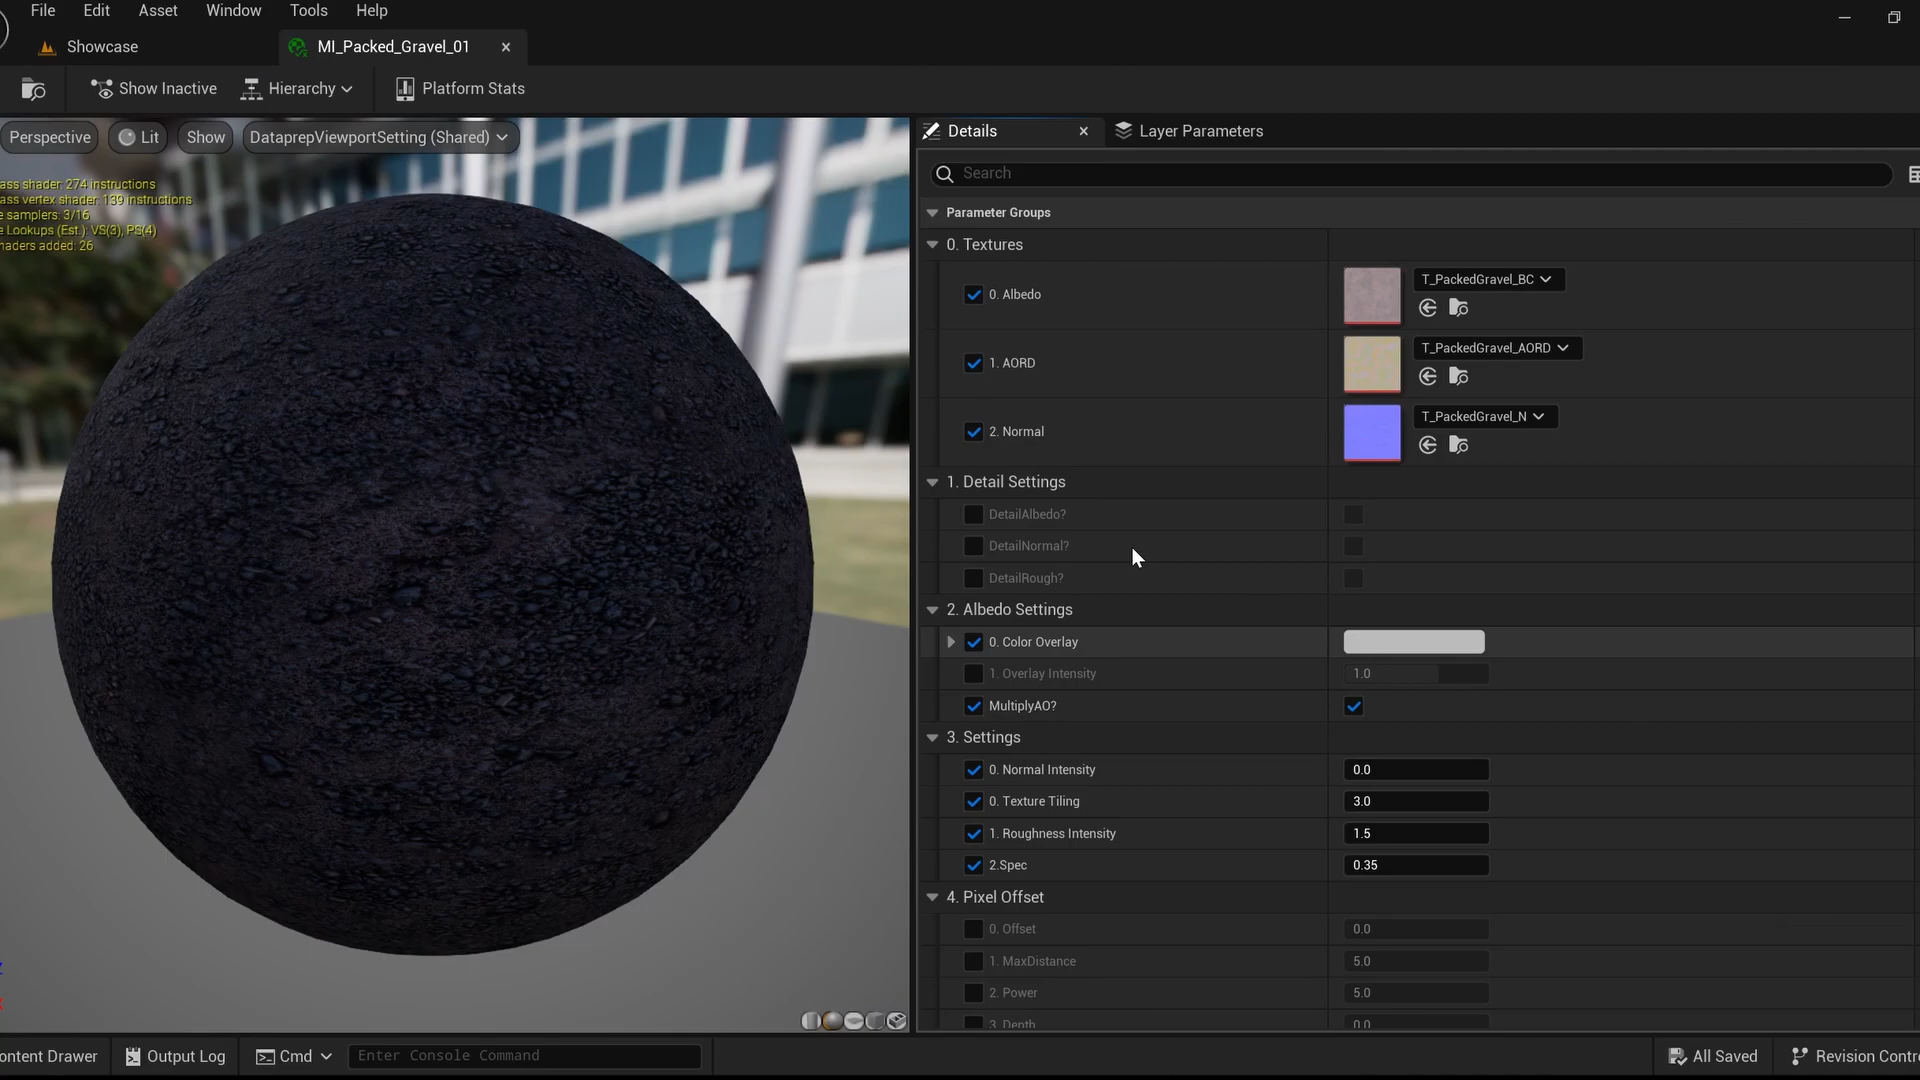 File Edit Asset Window Tools Help
Showcase MI_Packed_Gravel_01
Show Inactive Hierarchy Platform Stats
Perspective Lit Show DataprepViewportSetting (Shared)
Details Layer Parameters
Search
ass shader: 274 instructions
ass vertex shader: 139 instructions
e samplers: 3/16
e Lookups (Est.): VS(3), PS(4)
haders added: 26
Parameter Groups
0. Textures
0. Albedo T_PackedGravel_BC
1. AORD T_PackedGravel_AORD
2. Normal T_PackedGravel_N
1. Detail Settings
DetailAlbedo?
DetailNormal?
DetailRough?
2. Albedo Settings
0. Color Overlay
1. Overlay Intensity 1.0
MultiplyAO?
3. Settings
0. Normal Intensity 0.0
0. Texture Tiling 3.0
1. Roughness Intensity 1.5
2.Spec 0.35
4. Pixel Offset
0. Offset 0.0
1. MaxDistance 5.0
2. Power 5.0
3. Depth 0.0
ontent Drawer Output Log Cmd Enter Console Command All Saved Revision Contro